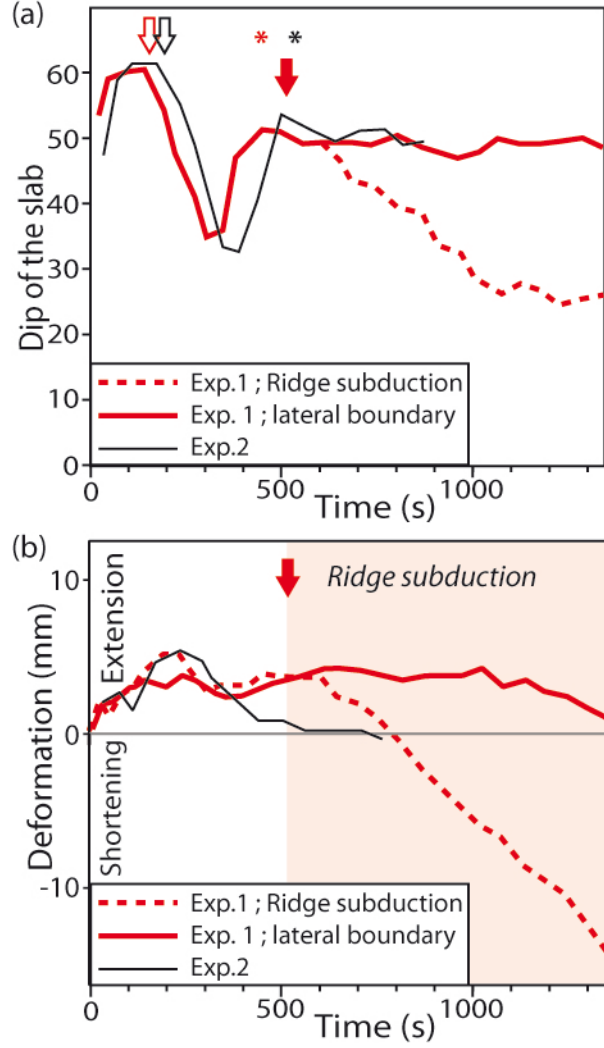 (a)
* *
60
50
40
30
20
10
0
Dip of the slab
Exp.1 ; Ridge subduction
Exp. 1 ; lateral boundary
Exp.2
0 500 1000
Time (s)
(b)
10
0
-10
Deformation (mm)
Extension
Shortening
Ridge subduction
Exp.1 ; Ridge subduction
Exp. 1 ; lateral boundary
Exp.2
0 500 1000
Time (s)